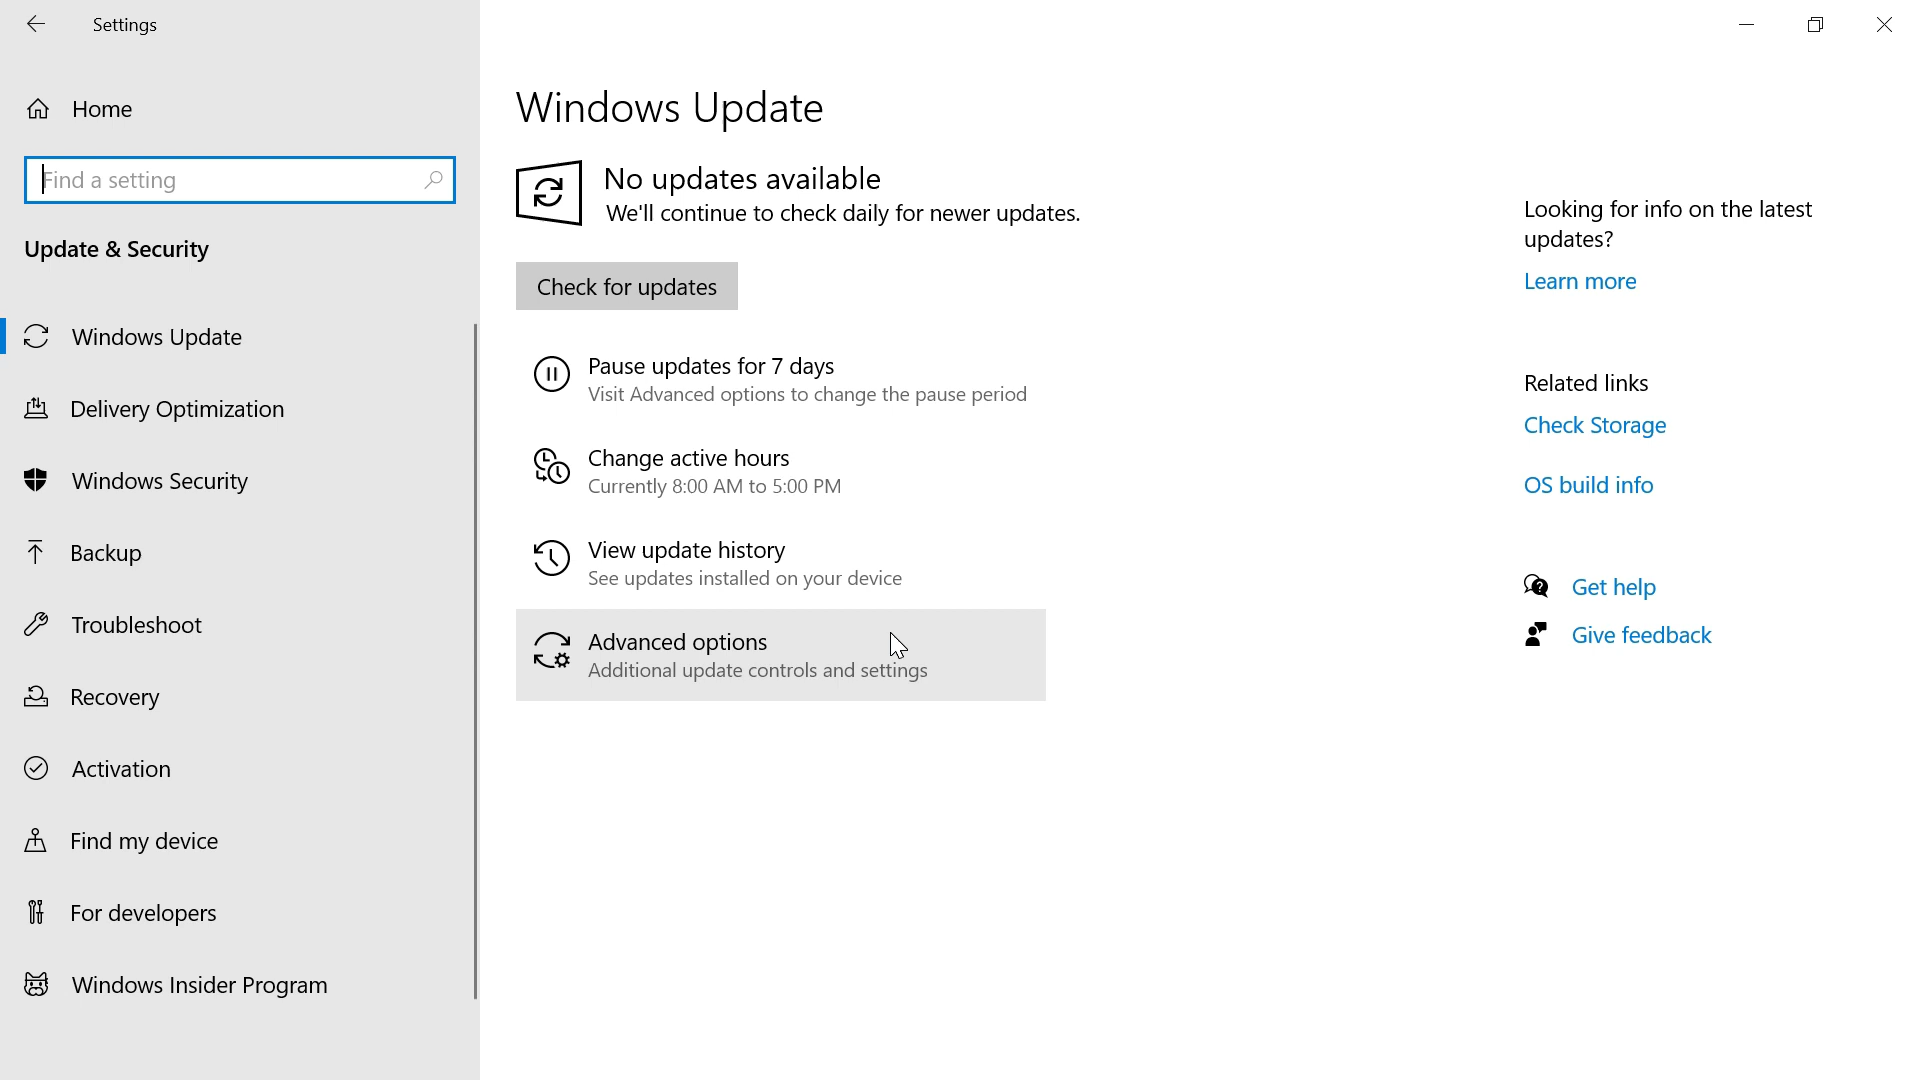 Settings
Home
Find a setting
Update & Security
Windows Update
Delivery Optimization
Windows Security
Backup
Troubleshoot
Recovery
Activation
Find my device
For developers
Windows Insider Program
Windows Update
No updates available
We'll continue to check daily for newer updates.
Check for updates
Pause updates for 7 days
Visit Advanced options to change the pause period
Change active hours
Currently 8:00 AM to 5:00 PM
View update history
See updates installed on your device
Advanced options
Additional update controls and settings
Looking for info on the latest
updates?
Learn more
Related links
Check Storage
OS build info
Get help
Give feedback